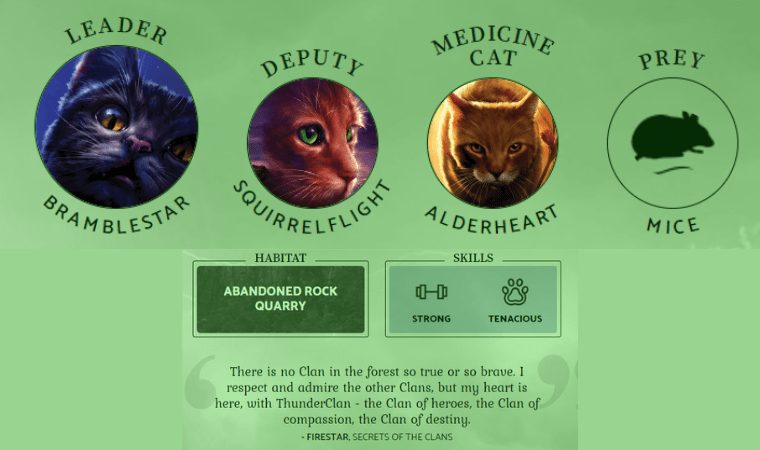 LEADER
BRAMBLESTAR
DEPUTY
SQUIRRELFLIGHT
MEDICINE
CAT
ALDERHEART
PREY
MICE
HABITAT
ABANDONED ROCK
QUARRY
SKILLS
STRONG
TENACIOUS
There is no Clan in the forest so true or so brave. I
respect and admire the other Clans, but my heart is
here, with ThunderClan - the Clan of heroes, the Clan of
compassion, the Clan of destiny.
- FIRESTAR, SECRETS OF THE CLANS